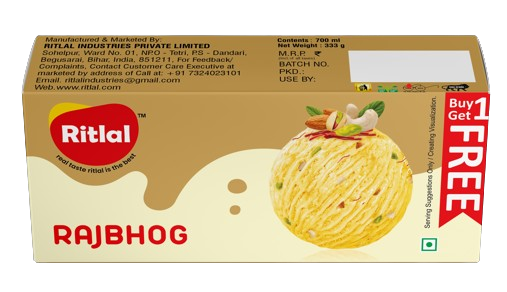 Manufactured & Marketed By:
RITLAL INDUSTRIES PRIVATE LIMITED
Sohelpur, Ward No. 01, NPO - Tetri, PS - Dandari,
Begusarai, Bihar, India, 851211, For Feedback/
Complaints, Contact Customer Care Executive at
marketed by address of Call at: + 91 7324023101
Email. ritlalindustries@gmail.com
Web.www.ritlal.com
Contents : 700 ml
Net Weight : 333 g
M.R.P. ₹
BATCH NO.
PKD.:
USE BY:
Ritlal™
real taste ritlal is the best
RAJBHOG
Serving Suggestions Only / Creating Visualization.
Buy 1
Get
FREE